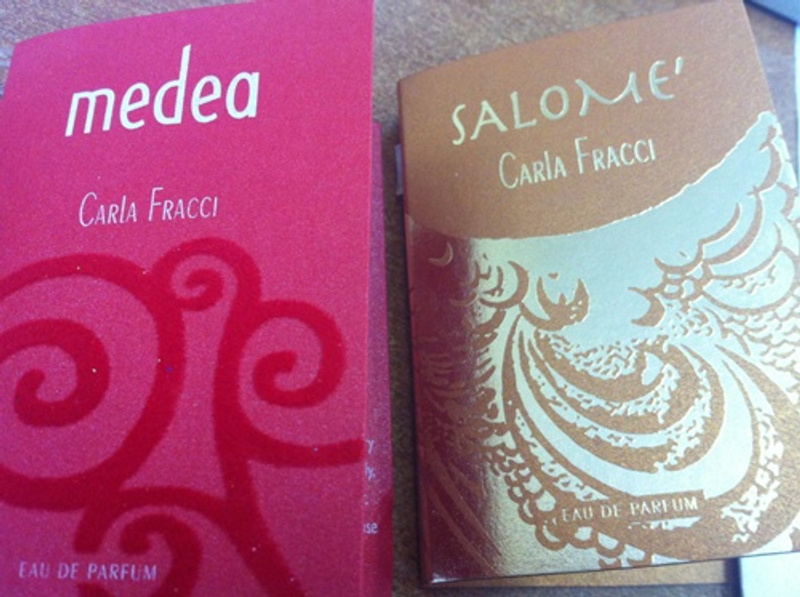 medea
CARLA FRACCI
EAU DE PARFUM
SALOME'
CARLA FRACCI
EAU DE PARFUM